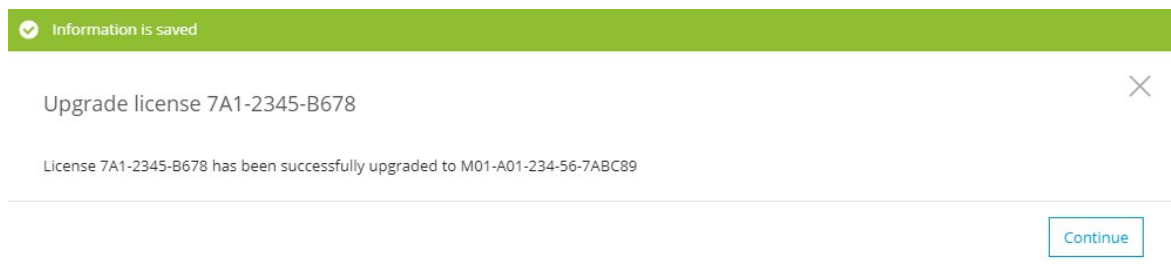 Information is saved
Upgrade license 7A1-2345-B678
License 7A1-2345-B678 has been successfully upgraded to M01-A01-234-56-7ABC89
Continue